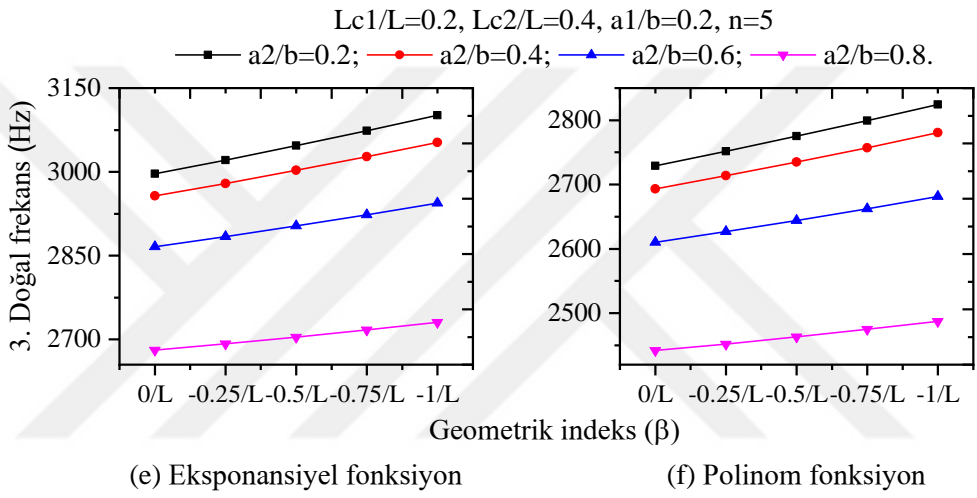 Lc1/L=0.2, Lc2/L=0.4, a1/b=0.2, n=5
a2/b=0.2; a2/b=0.4; a2/b=0.6; a2/b=0.8.
3. Doğal frekans (Hz)
3150
3000
2850
2700
2800
2700
2600
2500
0/L -0.25/L -0.5/L -0.75/L -1/L
0/L -0.25/L -0.5/L -0.75/L -1/L
Geometrik indeks (β)
(e) Eksponansiyel fonksiyon
(f) Polinom fonksiyon